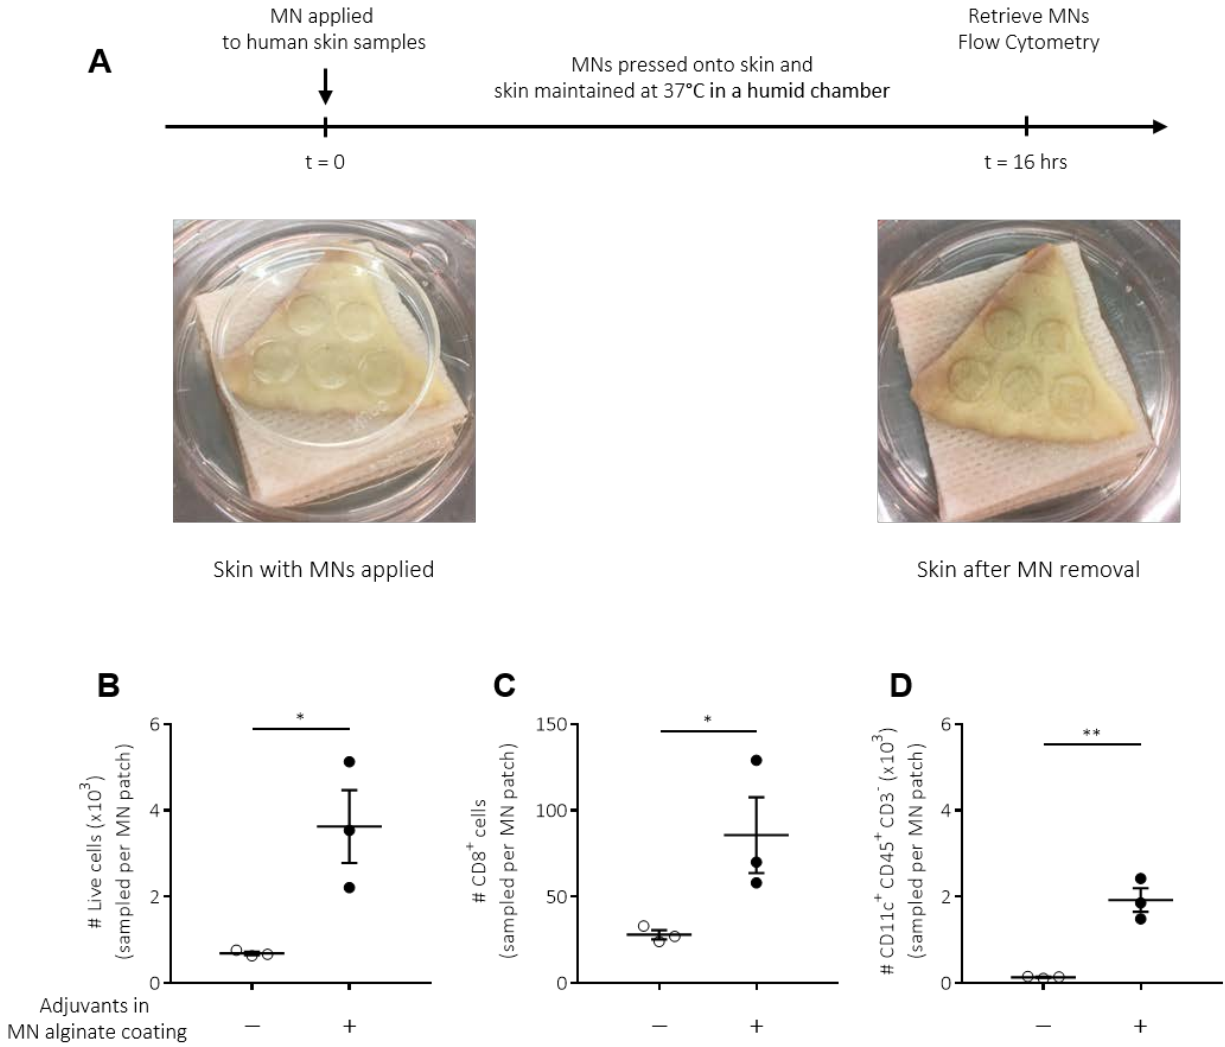 A
MN applied
to human skin samples
MNs pressed onto skin and
skin maintained at 37°C in a humid chamber
Retrieve MNs
Flow Cytometry
t = 0
t = 16 hrs
Skin with MNs applied
Skin after MN removal
B
# Live cells (x10³)
(sampled per MN patch)
6
4
2
0
*
C
# CD8⁺ cells
(sampled per MN patch)
150
100
50
0
*
D
# CD11c⁺ CD45⁺ CD3⁻ (x10³)
(sampled per MN patch)
6
4
2
0
**
Adjuvants in
MN alginate coating
− + − + − +